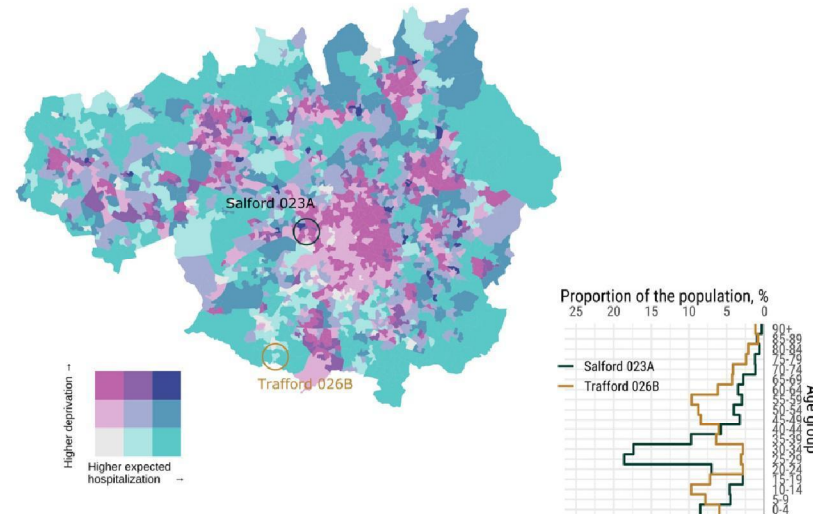 Salford 023A
Trafford 026B
Higher deprivation →
Higher expected
hospitalization →
Proportion of the population, %
25 20 15 10 5 0
Salford 023A
Trafford 026B
90+
85-89
80-84
75-79
70-74
65-69
60-64
55-59
50-54
45-49
40-44
35-39
30-34
25-29
20-24
15-19
10-14
5-9
0-4
Age group